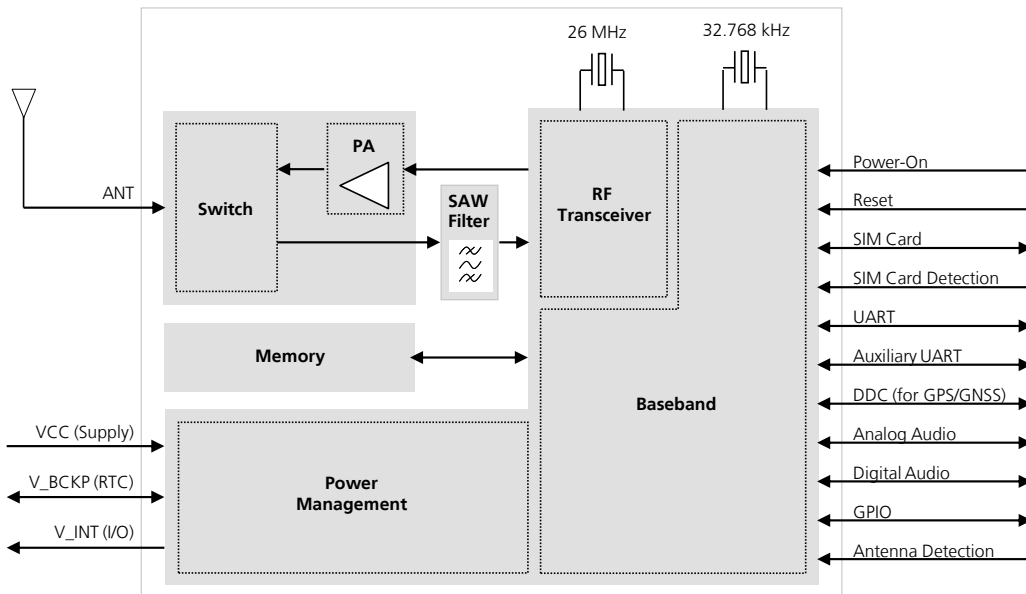 26 MHz
32.768 kHz
ANT
Switch
PA
SAW
Filter
RF
Transceiver
Memory
Baseband
Power
Management
VCC (Supply)
V_BCKP (RTC)
V_INT (I/O)
Power-On
Reset
SIM Card
SIM Card Detection
UART
Auxiliary UART
DDC (for GPS/GNSS)
Analog Audio
Digital Audio
GPIO
Antenna Detection